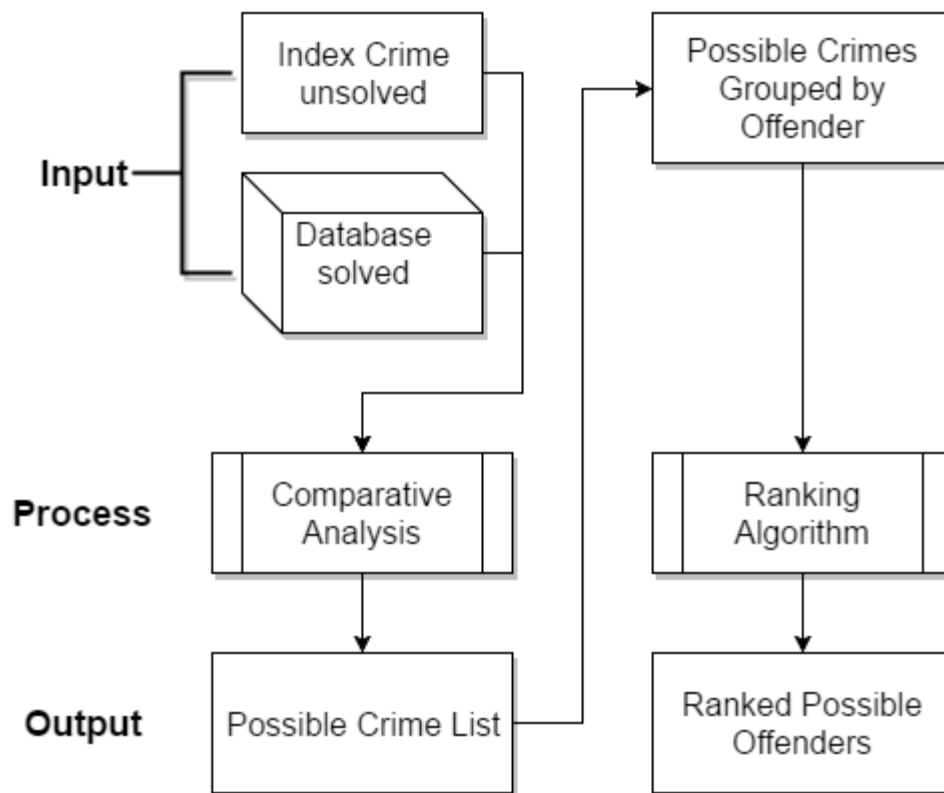 Input
Index Crime
unsolved
Database
solved
Process
Comparative
Analysis
Output
Possible Crime List
Possible Crimes
Grouped by
Offender
Ranking
Algorithm
Ranked Possible
Offenders